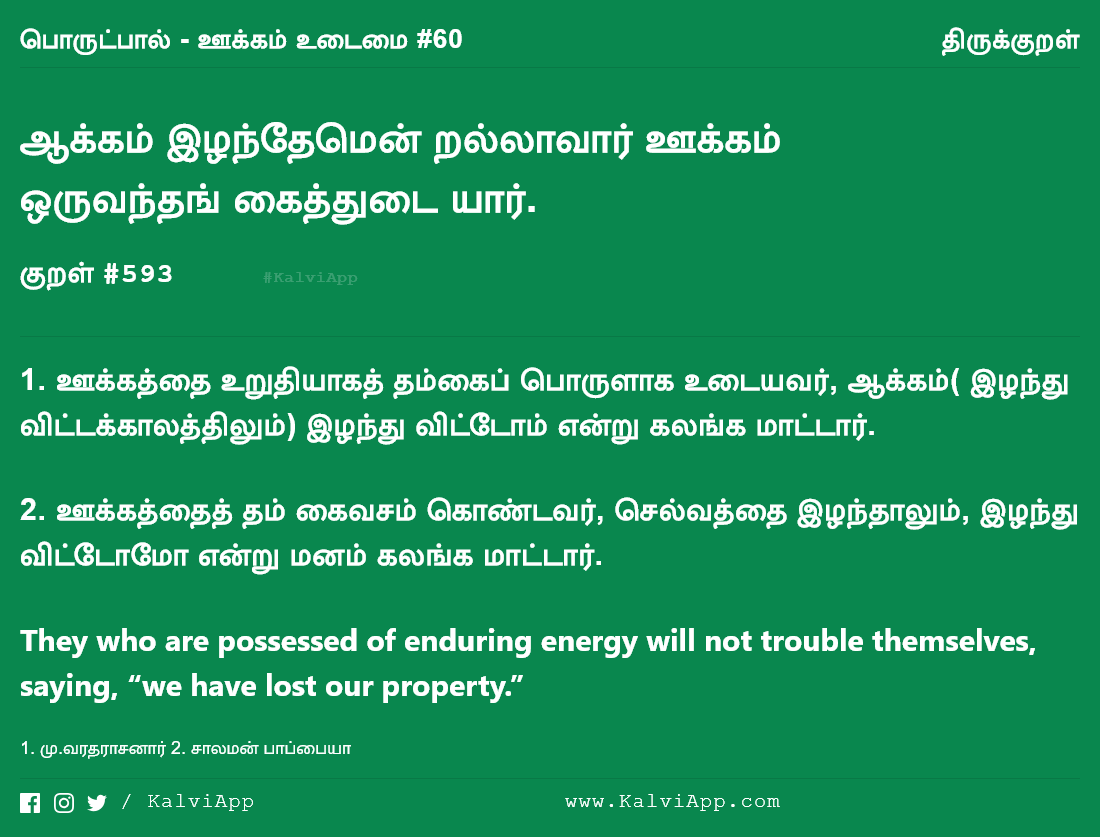 பொருட்பால் - ஊக்கம் உடைமை #60 திருக்குறள்
ஆக்கம் இழந்தேமென் றல்லாவார் ஊக்கம்
ஒருவந்தங் கைத்துடை யார்.
குறள் #593 #KalviApp
1. ஊக்கத்தை உறுதியாகத் தம்கைப் பொருளாக உடையவர், ஆக்கம்( இழந்து
விட்டக்காலத்திலும்) இழந்து விட்டோம் என்று கலங்க மாட்டார்.
2. ஊக்கத்தைத் தம் கைவசம் கொண்டவர், செல்வத்தை இழந்தாலும், இழந்து
விட்டோமோ என்று மனம் கலங்க மாட்டார்.
They who are possessed of enduring energy will not trouble themselves,
saying, “we have lost our property.”
1. மு.வரதராசனார் 2. சாலமன் பாப்பையா
/ KalviApp www.KalviApp.com